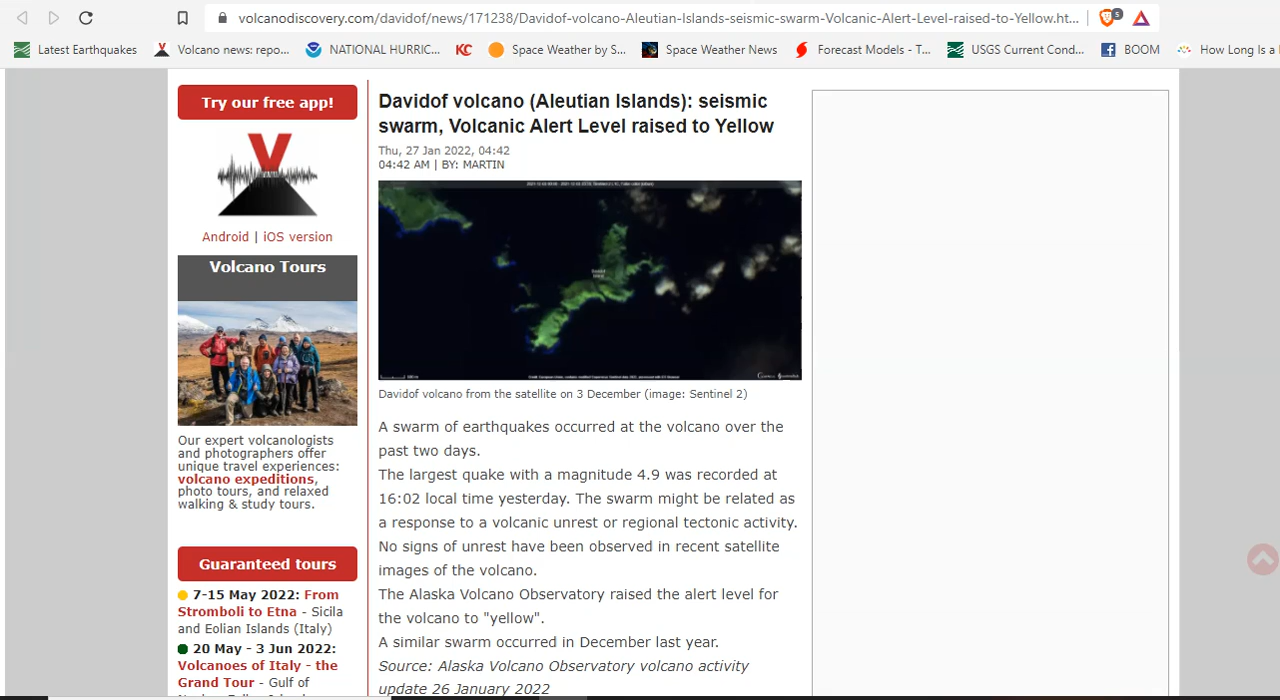 volcanodiscovery.com/davidof/news/171238/Davidof-volcano-Aleutian-Islands-seismic-swarm-Volcanic-Alert-Level-raised-to-Yellow.ht...
5
Latest Earthquakes
Volcano news: repo...
NATIONAL HURRIC...
KC
Space Weather by S...
Space Weather News
Forecast Models - T...
USGS Current Cond...
BOOM
How Long Is a
Try our free app!
Android | iOS version
Volcano Tours
Our expert volcanologists
and photographers offer
unique travel experiences:
volcano expeditions,
photo tours, and relaxed
walking & study tours.
Guaranteed tours
7-15 May 2022: From
Stromboli to Etna - Sicila
and Eolian Islands (Italy)
20 May - 3 Jun 2022:
Volcanoes of Italy - the
Grand Tour - Gulf of
Davidof volcano (Aleutian Islands): seismic
swarm, Volcanic Alert Level raised to Yellow
Thu, 27 Jan 2022, 04:42
04:42 AM | BY: MARTIN
Davidof volcano from the satellite on 3 December (image: Sentinel 2)
A swarm of earthquakes occurred at the volcano over the
past two days.
The largest quake with a magnitude 4.9 was recorded at
16:02 local time yesterday. The swarm might be related as
a response to a volcanic unrest or regional tectonic activity.
No signs of unrest have been observed in recent satellite
images of the volcano.
The Alaska Volcano Observatory raised the alert level for
the volcano to "yellow".
A similar swarm occurred in December last year.
Source: Alaska Volcano Observatory volcano activity
update 26 January 2022